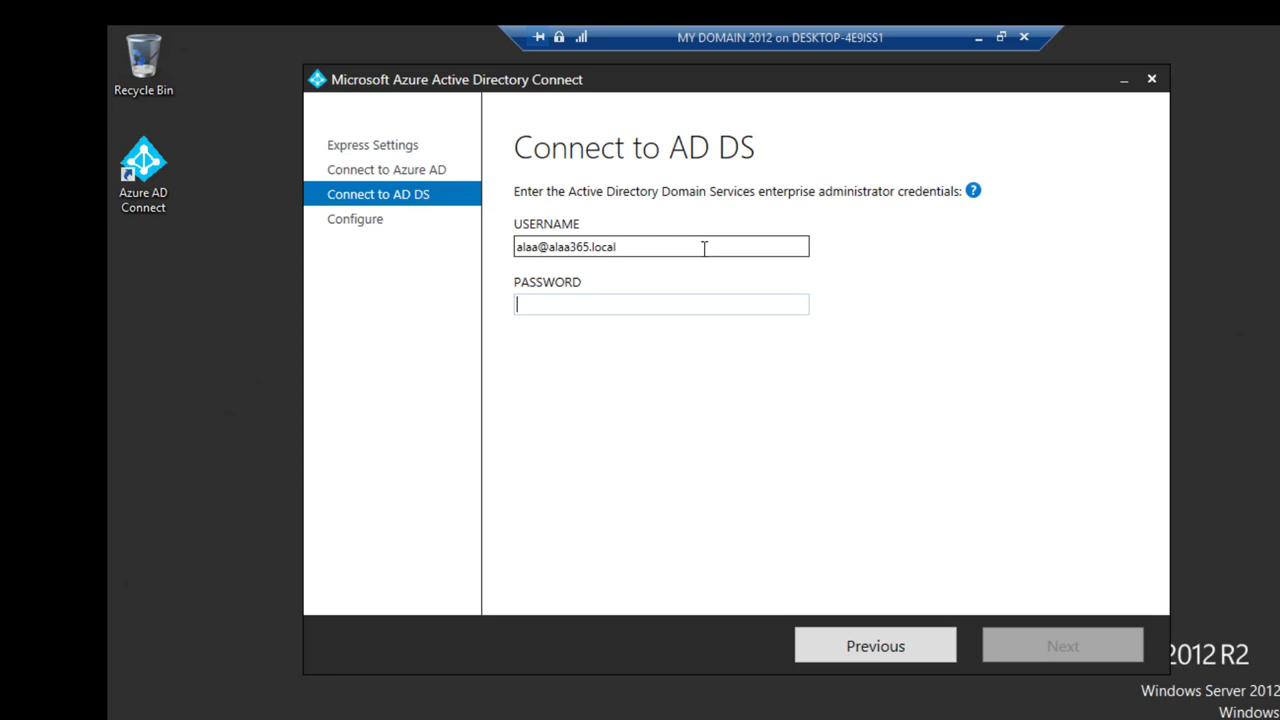 MY DOMAIN 2012 on DESKTOP-4E9ISS1
Recycle Bin
Azure AD
Connect
Microsoft Azure Active Directory Connect
Express Settings
Connect to Azure AD
Connect to AD DS
Configure
Connect to AD DS
Enter the Active Directory Domain Services enterprise administrator credentials: ?
USERNAME
alaa@alaa365.local
PASSWORD
Previous
Next
2012 R2
Windows Server 2012
Windows